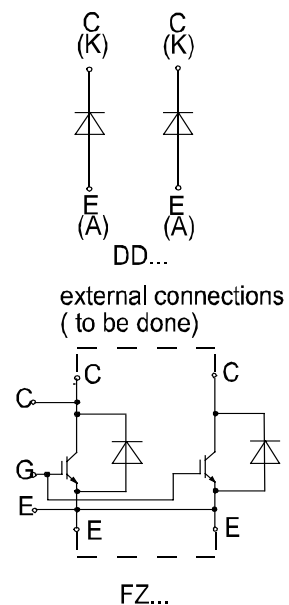 C C
(K) (K)
E E
(A) (A)
DD...
external connections
( to be done)
C C
C
G
E
E E
FZ...